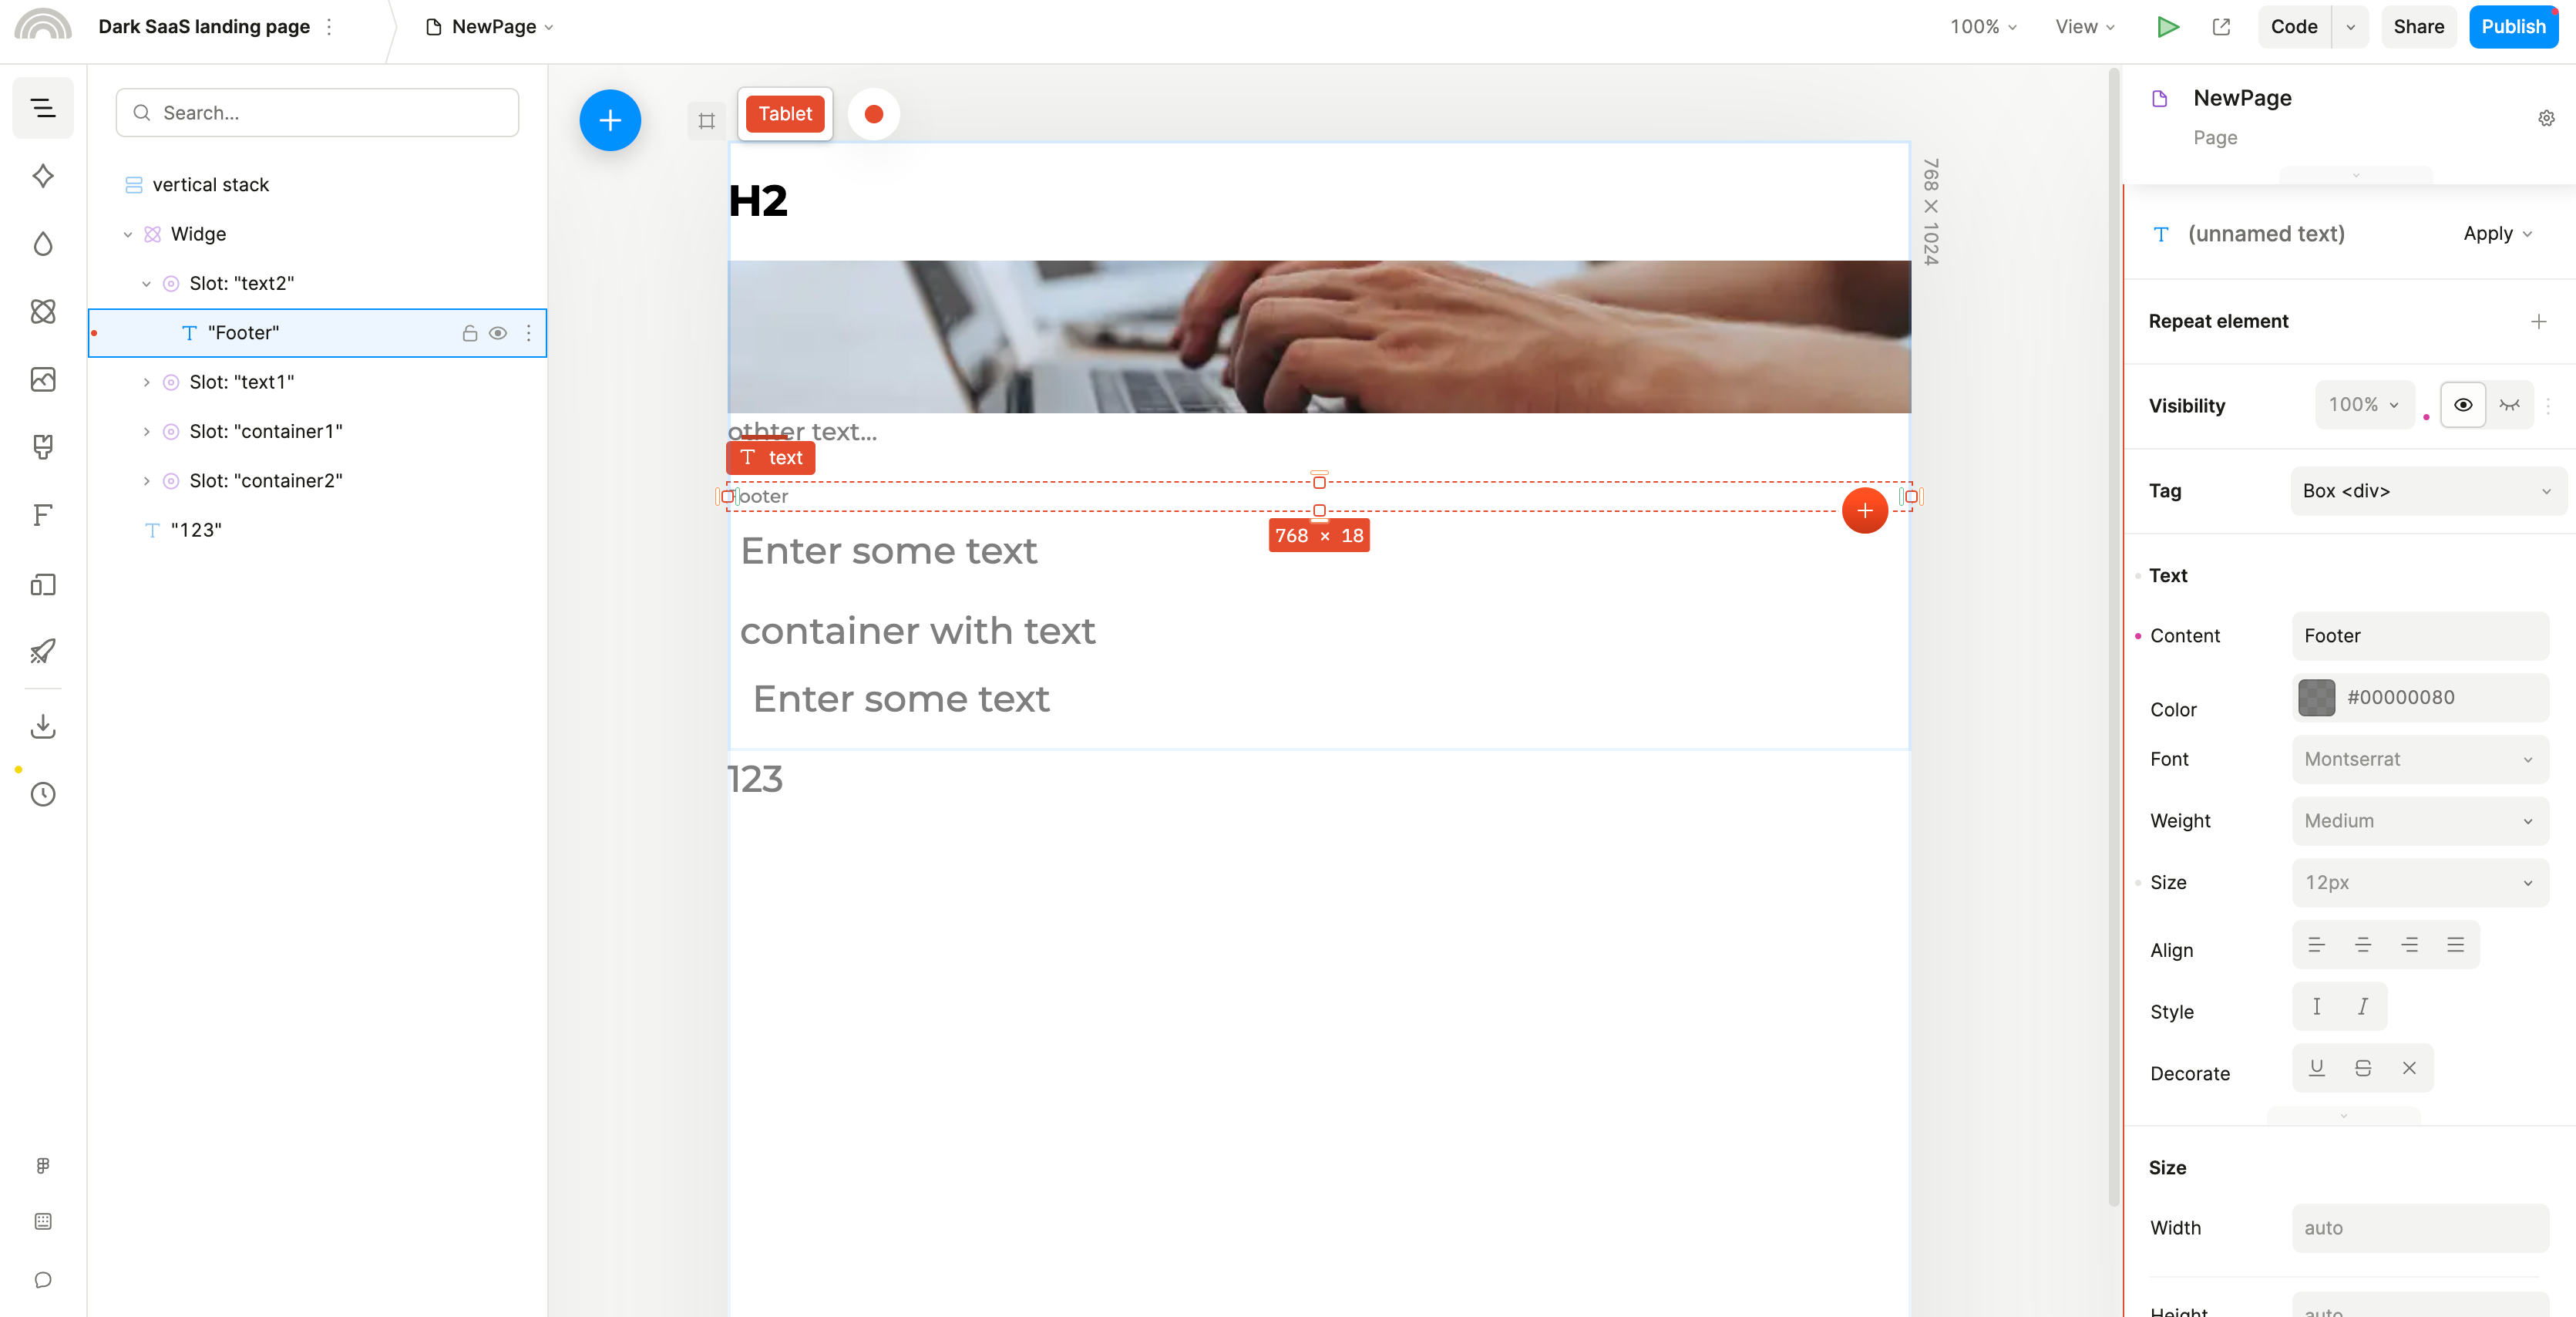 Dark SaaS landing page
NewPage
100%
View
Code
Share
Publish
Search...
vertical stack
Widge
Slot: "text2"
"Footer"
Slot: "text1"
Slot: "container1"
Slot: "container2"
"123"
Tablet
768 × 1024
H2
othter text...
text
Footer
768 × 18
Enter some text
container with text
Enter some text
123
NewPage
Page
(unnamed text)
Apply
Repeat element
Visibility
100%
Tag
Box <div>
Text
Content
Footer
Color
#00000080
Font
Montserrat
Weight
Medium
Size
12px
Align
Style
Decorate
Size
Width
auto
Height
auto